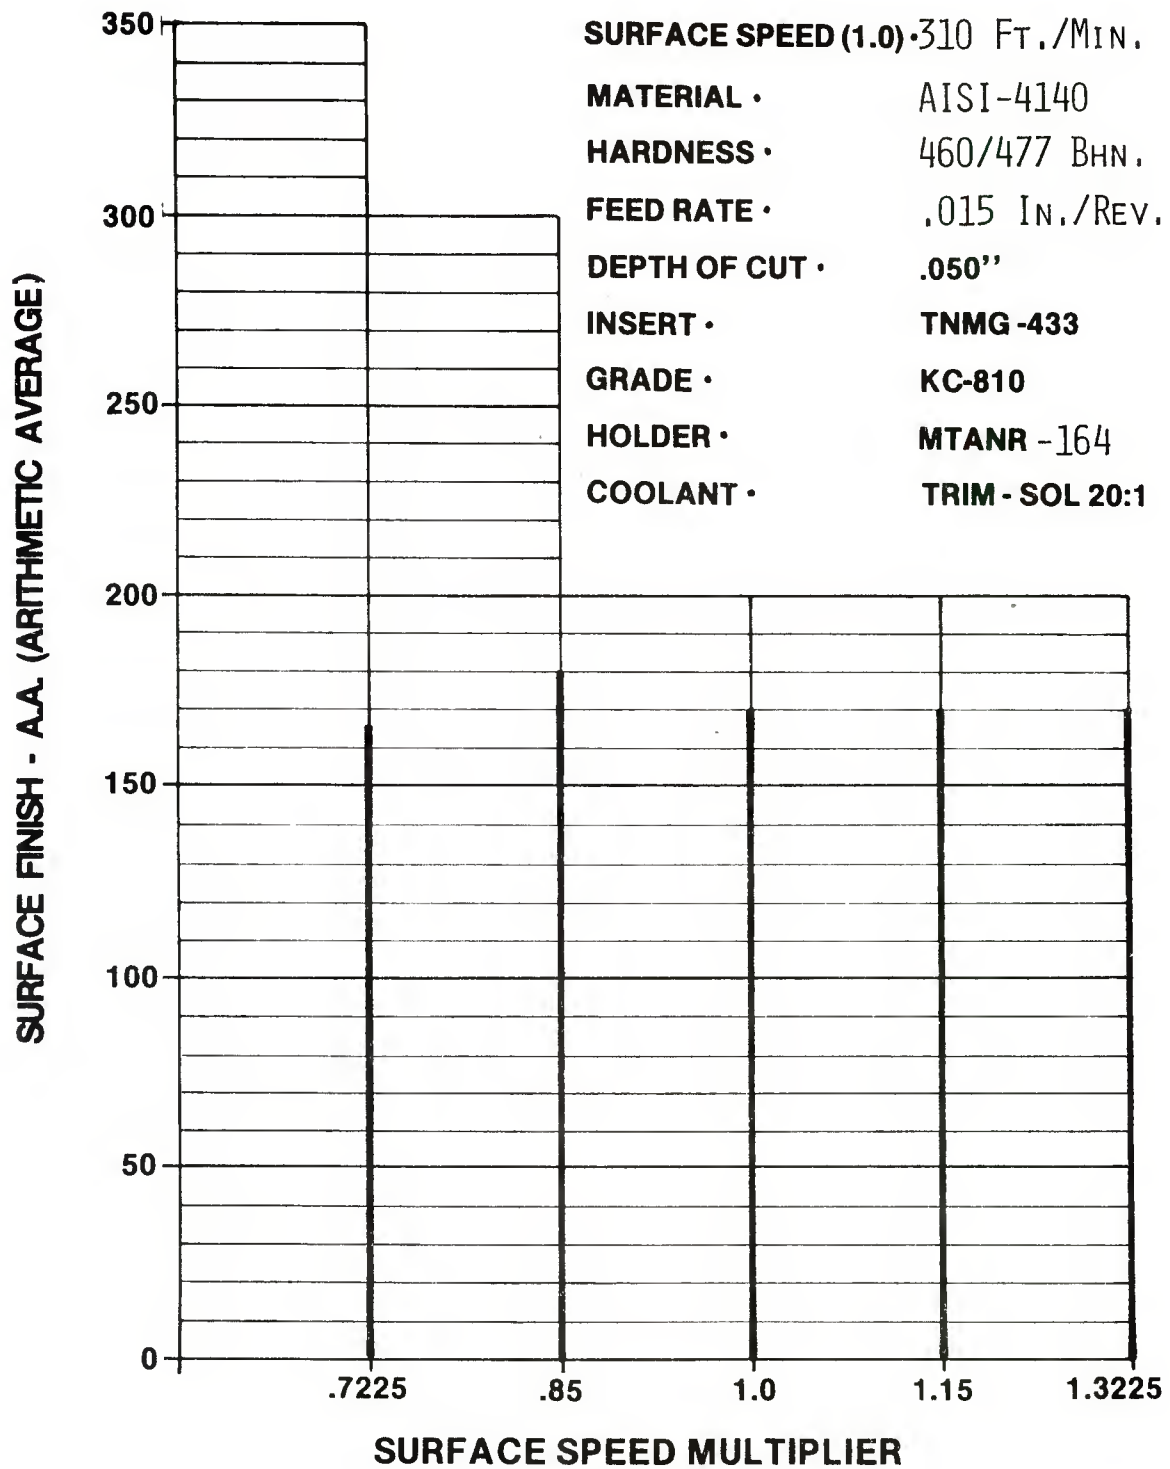 SURFACE SPEED (1.0) · 310 FT./MIN.
MATERIAL · AISI-4140
HARDNESS · 460/477 BHN.
FEED RATE · .015 IN./REV.
DEPTH OF CUT · .050''
INSERT · TNMG -433
GRADE · KC-810
HOLDER · MTANR -164
COOLANT · TRIM - SOL 20:1
SURFACE FINISH - A.A. (ARITHMETIC AVERAGE)
350
300
250
200
150
100
50
0
.7225 .85 1.0 1.15 1.3225
SURFACE SPEED MULTIPLIER